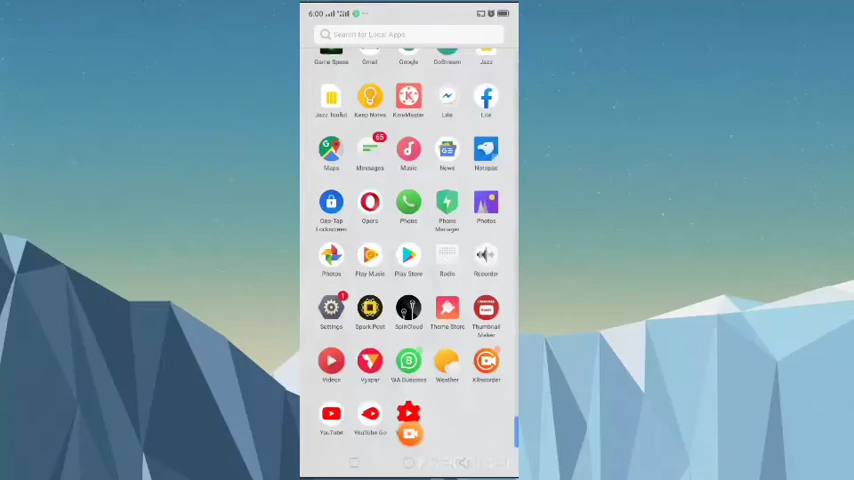 6:00
Search for Local Apps
Game Space Gmail Google GoStream Jazz
Jazz Toolkit Keep Notes KineMaster Lite Lite
65
Maps Messages Music News Notepad
One-Tap Lockscreen Opera Phone Phone Manager Photos
Photos Play Music Play Store Radio Recorder
1
Settings Spark Post SplitCloud Theme Store Thumbnail Maker
Videos Vyapar WA Business Weather XRecorder
YouTube YouTube Go